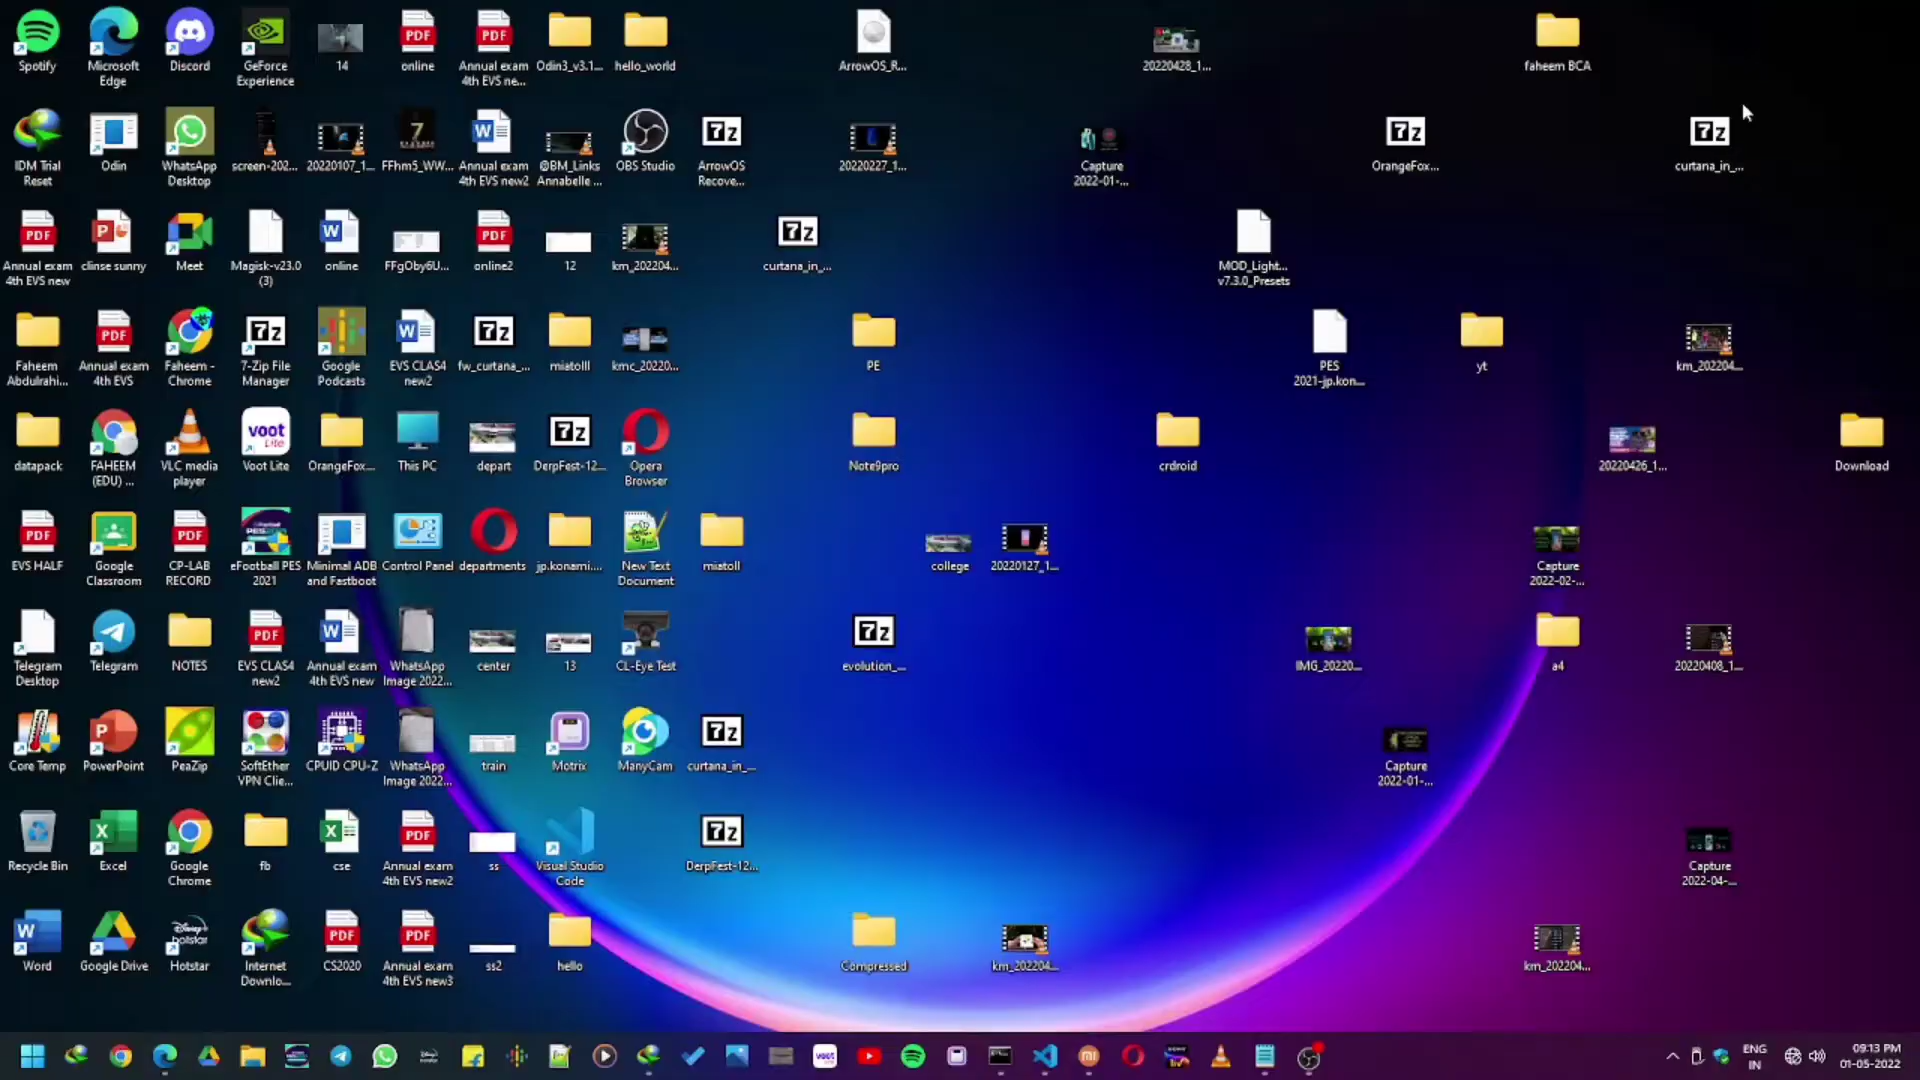 Spotify
Microsoft
Edge
Discord
GeForce
Experience
14
online
Annual exam
4th EVS ne...
Odin3_v3.1...
hello_world
ArrowOS_R...
20220428_1...
faheem BCA
IDM Trial
Reset
Odin
WhatsApp
Desktop
screen-202...
20220107_1...
FFhm5_WW...
Annual exam
4th EVS new2
@BM_Links
Annabelle ...
OBS Studio
ArrowOS
Recove...
20220227_1...
Capture
2022-01-...
OrangeFox...
curtana_in_...
Annual exam
4th EVS new
clinse sunny
Meet
Magisk-v23.0
(3)
online
FFgOby6U...
online2
12
km_202204...
curtana_in_...
MOD_Light...
v7.3.0_Presets
Faheem
Abdulrahi...
Annual exam
4th EVS
Faheem -
Chrome
7-Zip File
Manager
Google
Podcasts
EVS CLAS4
new2
fw_curtana_...
miatolll
kmc_20220...
PE
PES
2021-jp.kon...
yt
km_202204...
datapack
FAHEEM
(EDU) ...
VLC media
player
Voot Lite
OrangeFox...
This PC
depart
DerpFest-12...
Opera
Browser
Note9pro
crdroid
20220426_1...
Download
EVS HALF
Google
Classroom
CP-LAB
RECORD
eFootball PES
2021
Minimal ADB
and Fastboot
Control Panel
departments
jp.konami....
New Text
Document
miatoll
college
20220127_1...
Capture
2022-02-...
Telegram
Desktop
Telegram
NOTES
EVS CLAS4
new2
Annual exam
4th EVS new
WhatsApp
Image 2022...
center
13
CL-Eye Test
evolution_...
IMG_20220...
a4
20220408_1...
Core Temp
PowerPoint
PeaZip
SoftEther
VPN Clie...
CPUID CPU-Z
WhatsApp
Image 2022...
train
Motrix
ManyCam
curtana_in_...
Capture
2022-01-...
Recycle Bin
Excel
Google
Chrome
fb
cse
Annual exam
4th EVS new2
ss
Visual Studio
Code
DerpFest-12...
Capture
2022-04-...
Word
Google Drive
Hotstar
Internet
Downlo...
CS2020
Annual exam
4th EVS new3
ss2
hello
Compressed
km_202204...
km_202204...
ENG
IN
09:13 PM
01-05-2022